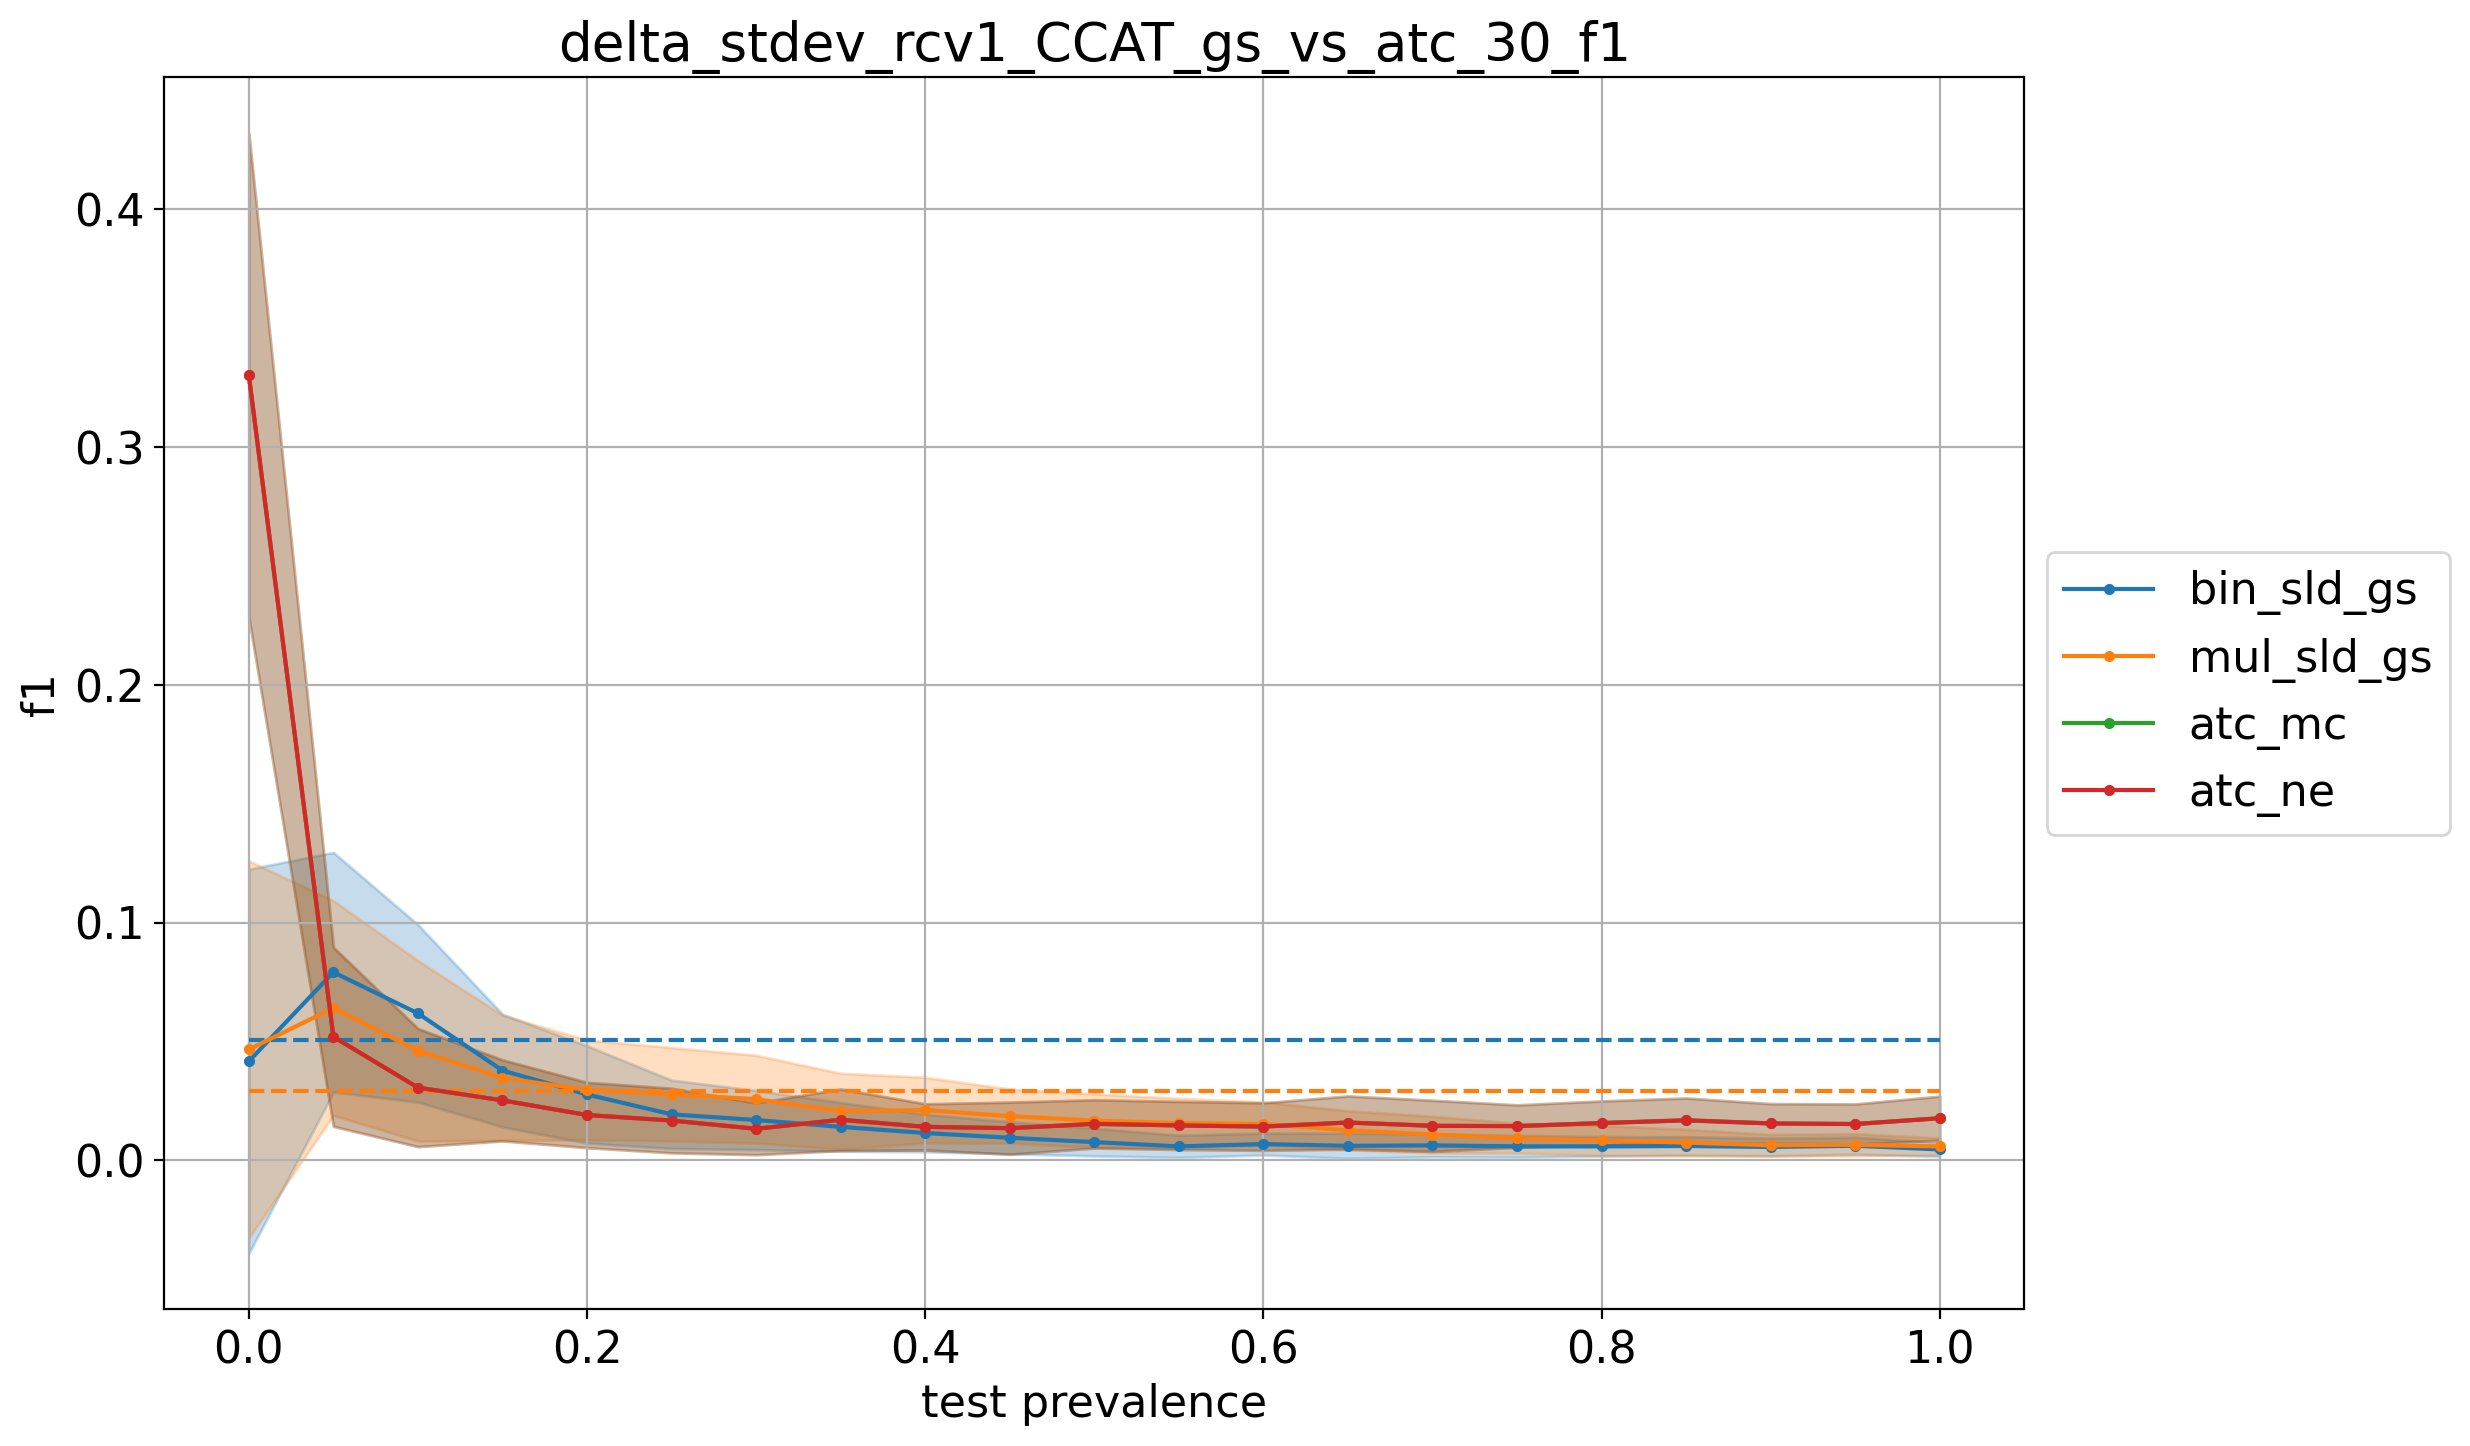 delta_stdev_rcv1_CCAT_gs_vs_atc_30_f1
0.4
0.3
0.2
0.1
0.0
f1
0.0 0.2 0.4 0.6 0.8 1.0
test prevalence
bin_sld_gs
mul_sld_gs
atc_mc
atc_ne